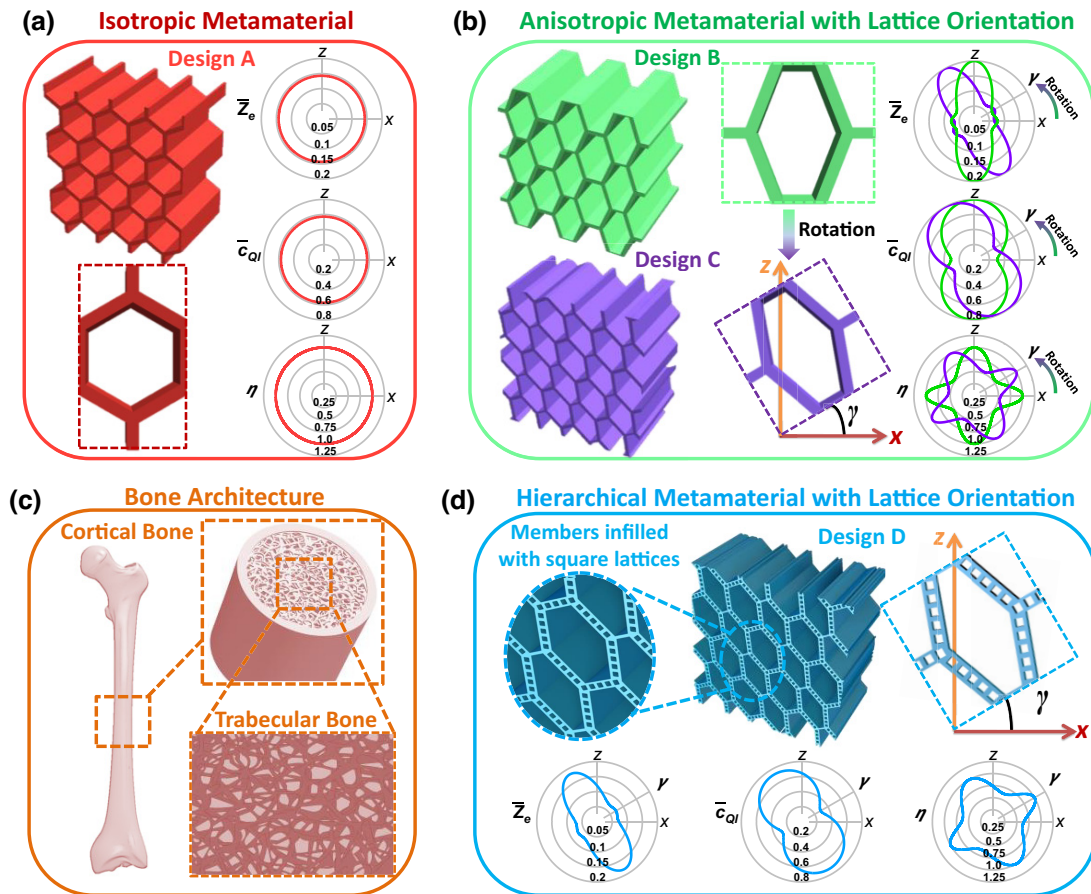 (a) Isotropic Metamaterial
Design A
z
Z̅e
x
0.05
0.1
0.15
0.2
z
c̅QI
x
0.2
0.4
0.6
0.8
z
η
x
0.25
0.5
0.75
1.0
1.25
(b) Anisotropic Metamaterial with Lattice Orientation
Design B
Rotation
Design C
z
γ
x
z
Z̅e
γ
Rotation
x
0.05
0.1
0.15
0.2
z
c̅QI
γ
Rotation
x
0.2
0.4
0.6
0.8
z
η
γ
Rotation
x
0.25
0.5
0.75
1.0
1.25
(c) Bone Architecture
Cortical Bone
Trabecular Bone
(d) Hierarchical Metamaterial with Lattice Orientation
Members infilled
with square lattices
Design D
z
γ
x
z
Z̅e
γ
x
0.05
0.1
0.15
0.2
z
c̅QI
γ
x
0.2
0.4
0.6
0.8
z
η
γ
x
0.25
0.5
0.75
1.0
1.25